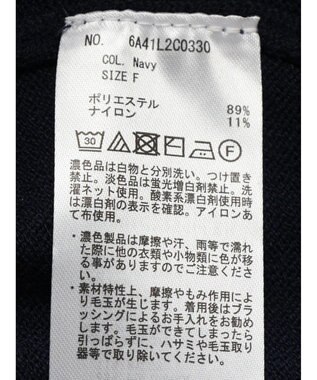 NO. 6A41L2C0330
COL. Navy
SIZE F
ポリエステル 89%
ナイロン 11%
30
F
濃色品は白物と分別洗い。つけ置き洗い
禁止。淡色品は蛍光増白剤禁止。洗
濯ネット使用。酸素系漂白剤使用時
は漂白剤の表示を確認。アイロンあ
て布使用。
・濃色製品は摩擦や汗、雨等で濡れ
た際に他の衣類や小物類に色が移
る事がありますのでご注意くださ
い。
・素材特性上、摩擦やもみ作用によ
り毛玉が生じます。着用後はブラ
ッシングによるお手入れをお勧め
します。毛玉ができてしまったら
引っぱらずに、ハサミや毛玉取り
器等で取り除いてください。